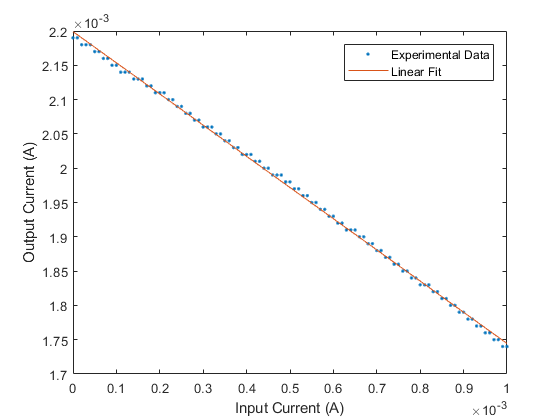 ×10⁻³
2.2
2.15
2.1
2.05
2
1.95
1.9
1.85
1.8
1.75
1.7
Output Current (A)
Experimental Data
Linear Fit
0 0.1 0.2 0.3 0.4 0.5 0.6 0.7 0.8 0.9 1
Input Current (A)
×10⁻³